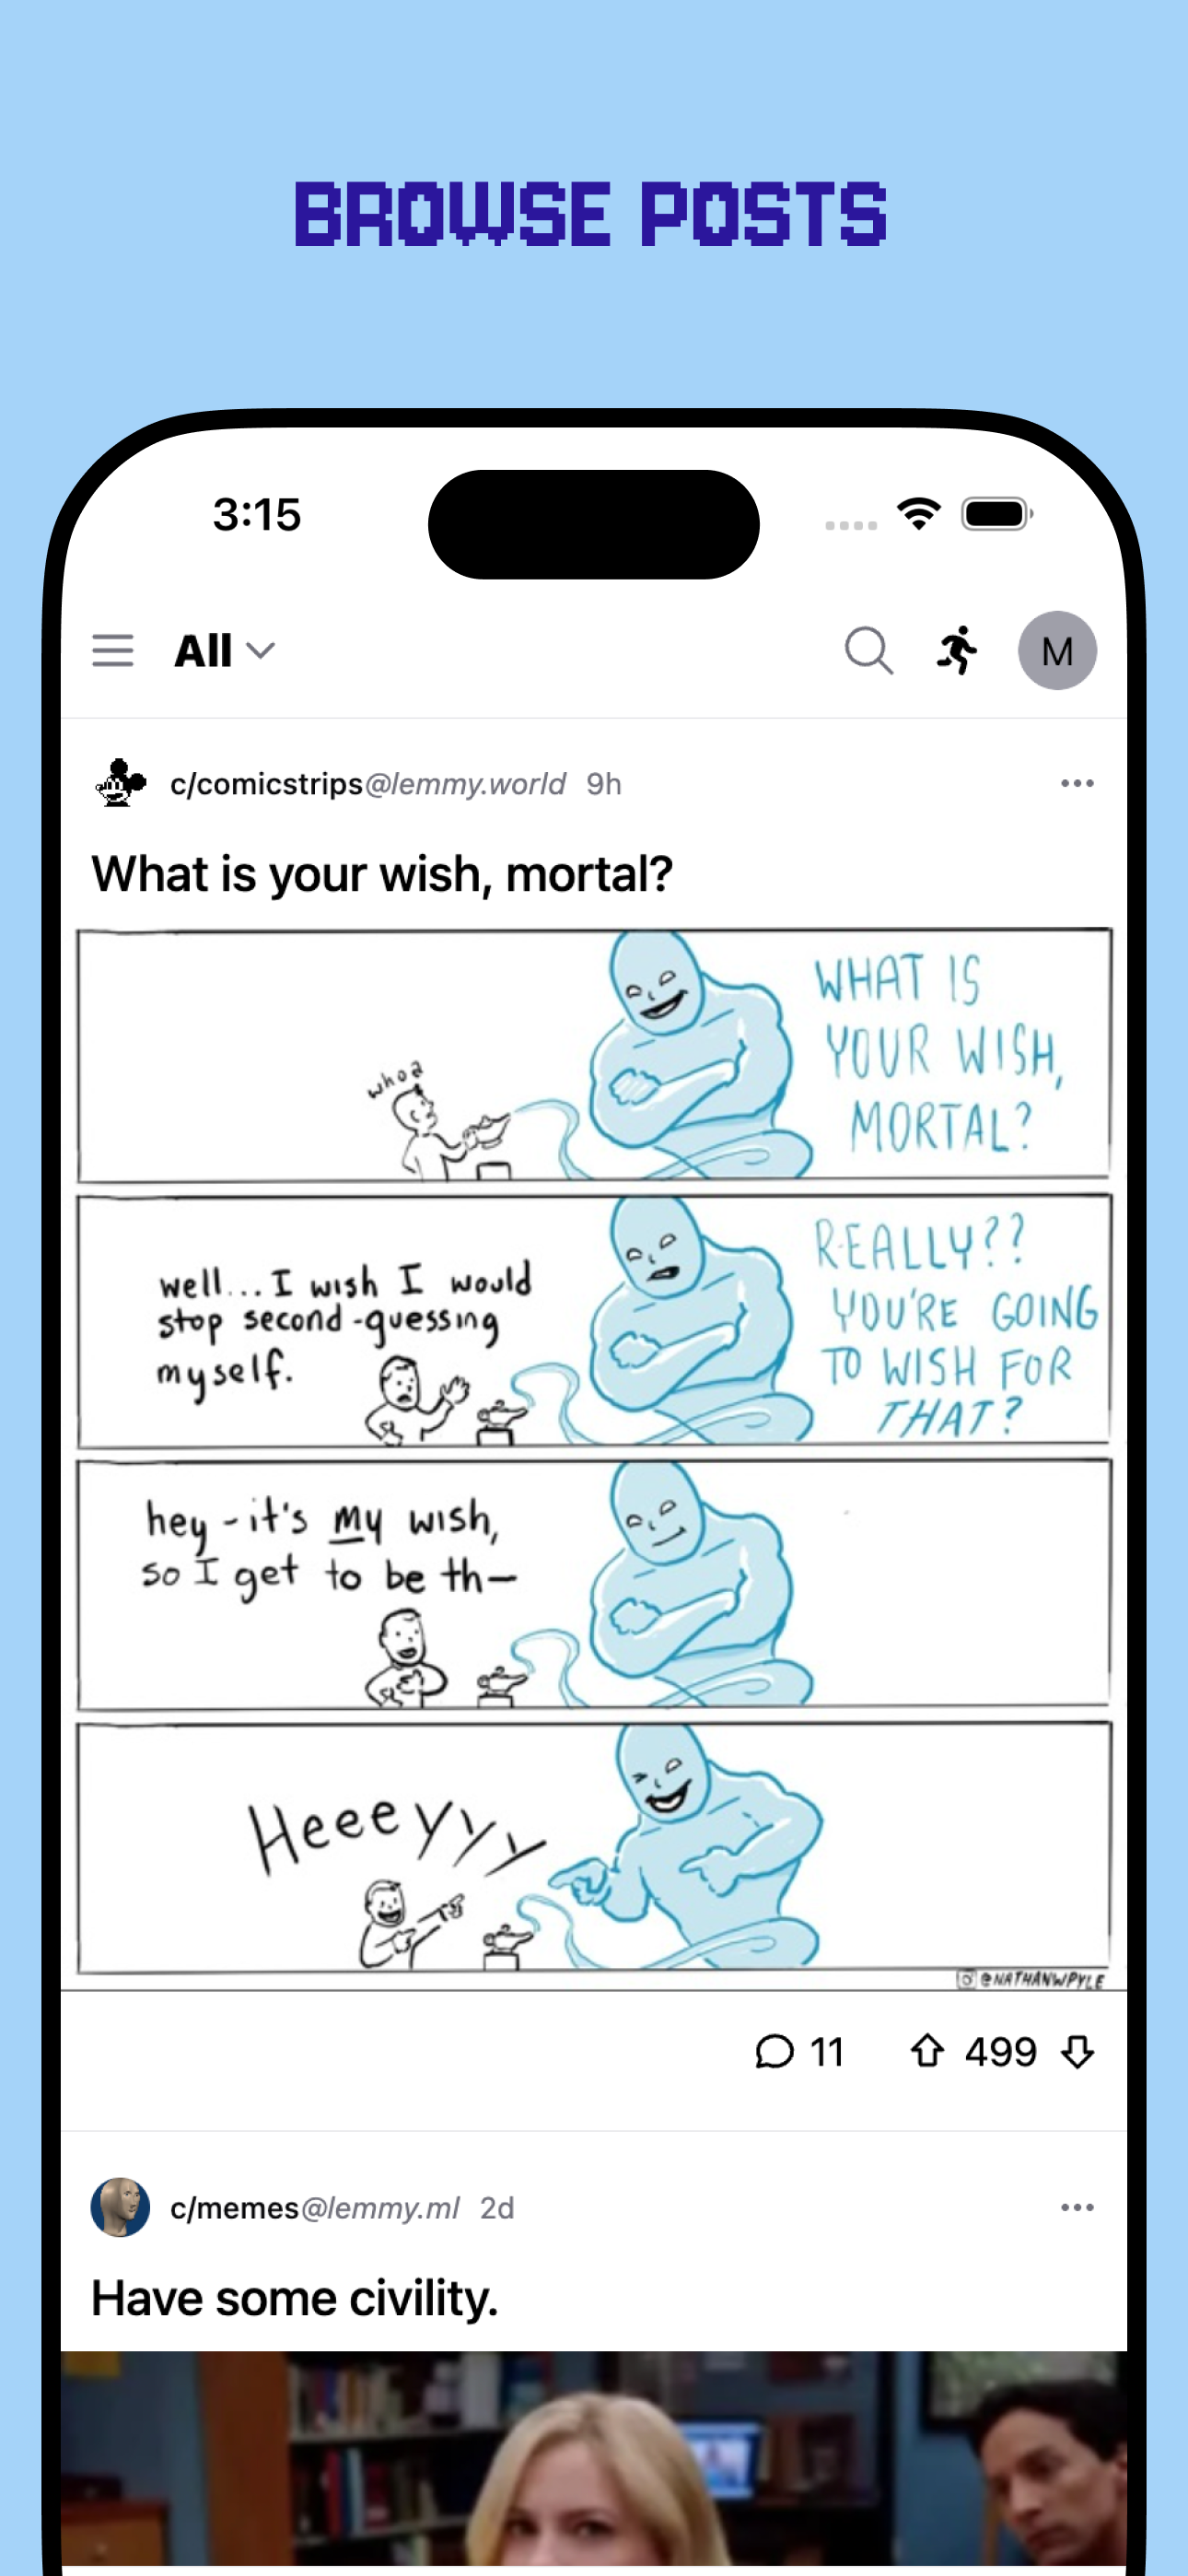 BROWSE POSTS
3:15
All
M
c/comicstrips@lemmy.world 9h
What is your wish, mortal?
whoa
WHAT IS
YOUR WISH,
MORTAL?
well... I wish I would
stop second-guessing
myself.
REALLY??
YOU'RE GOING
TO WISH FOR
THAT?
hey - it's my wish,
so I get to be th—
Heeeyyy
@NATHANWPYLE
11
499
c/memes@lemmy.ml 2d
Have some civility.